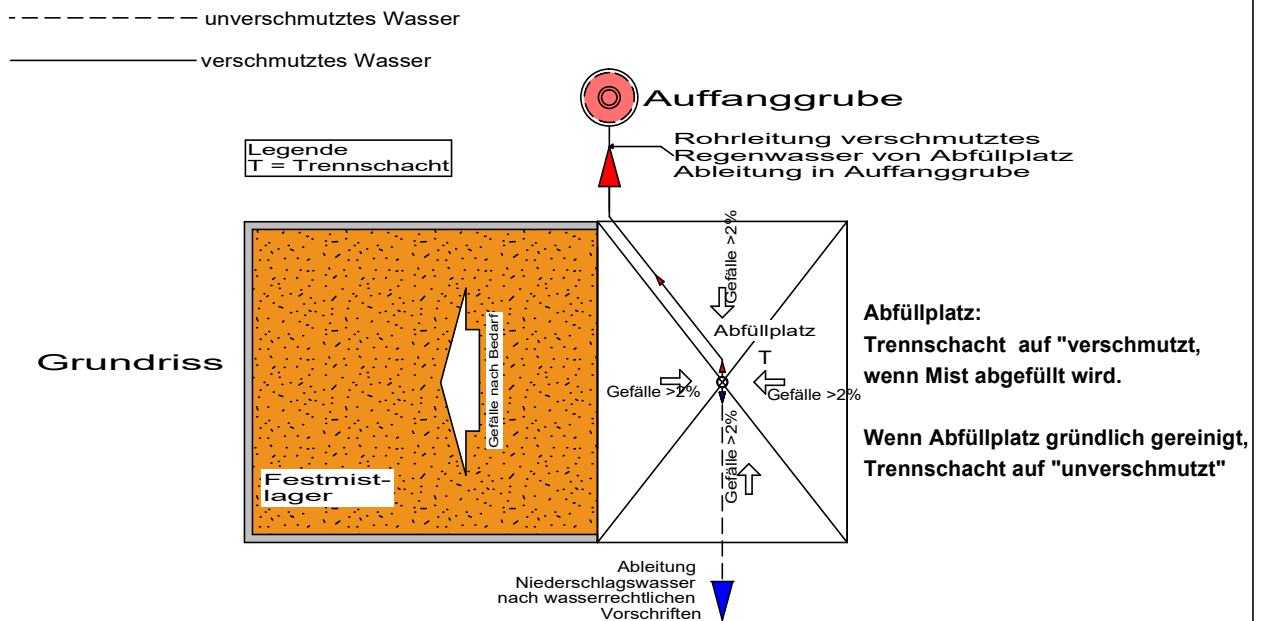 unverschmutztes Wasser
verschmutztes Wasser
Auffanggrube
Legende
T = Trennschacht
Rohrleitung verschmutztes
Regenwasser von Abfüllplatz
Ableitung in Auffanggrube
Grundriss
Gefälle nach Bedarf
Festmist-
lager
Gefälle >2%
Abfüllplatz
T
Gefälle >2%
Gefälle >2%
Gefälle >2%
Abfüllplatz:
Trennschacht auf "verschmutzt,
wenn Mist abgefüllt wird.
Wenn Abfüllplatz gründlich gereinigt,
Trennschacht auf "unverschmutzt"
Ableitung
Niederschlagswasser
nach wasserrechtlichen
Vorschriften